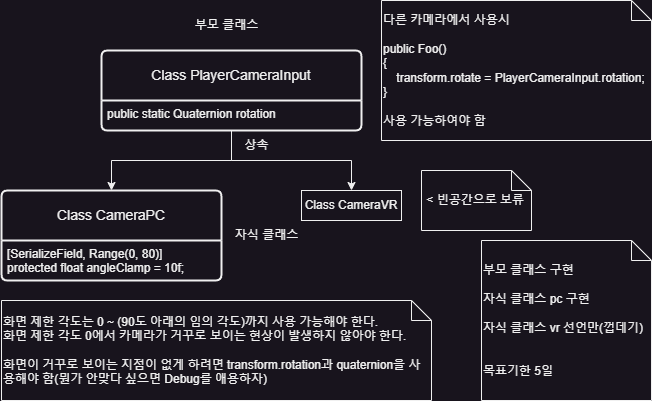 부모 클래스
Class PlayerCameraInput
public static Quaternion rotation
다른 카메라에서 사용시
public Foo()
{
transform.rotate = PlayerCameraInput.rotation;
}
사용 가능하여야 함
상속
Class CameraPC
[SerializeField, Range(0, 80)]
protected float angleClamp = 10f;
Class CameraVR
자식 클래스
< 빈공간으로 보류
부모 클래스 구현
자식 클래스 pc 구현
자식 클래스 vr 선언만(껍데기)
목표기한 5일
화면 제한 각도는 0 ~ (90도 아래의 임의 각도)까지 사용 가능해야 한다.
화면 제한 각도 0에서 카메라가 거꾸로 보이는 현상이 발생하지 않아야 한다.
화면이 거꾸로 보이는 지점이 없게 하려면 transform.rotation과 quaternion을 사
용해야 함(뭔가 안맞다 싶으면 Debug를 애용하자)